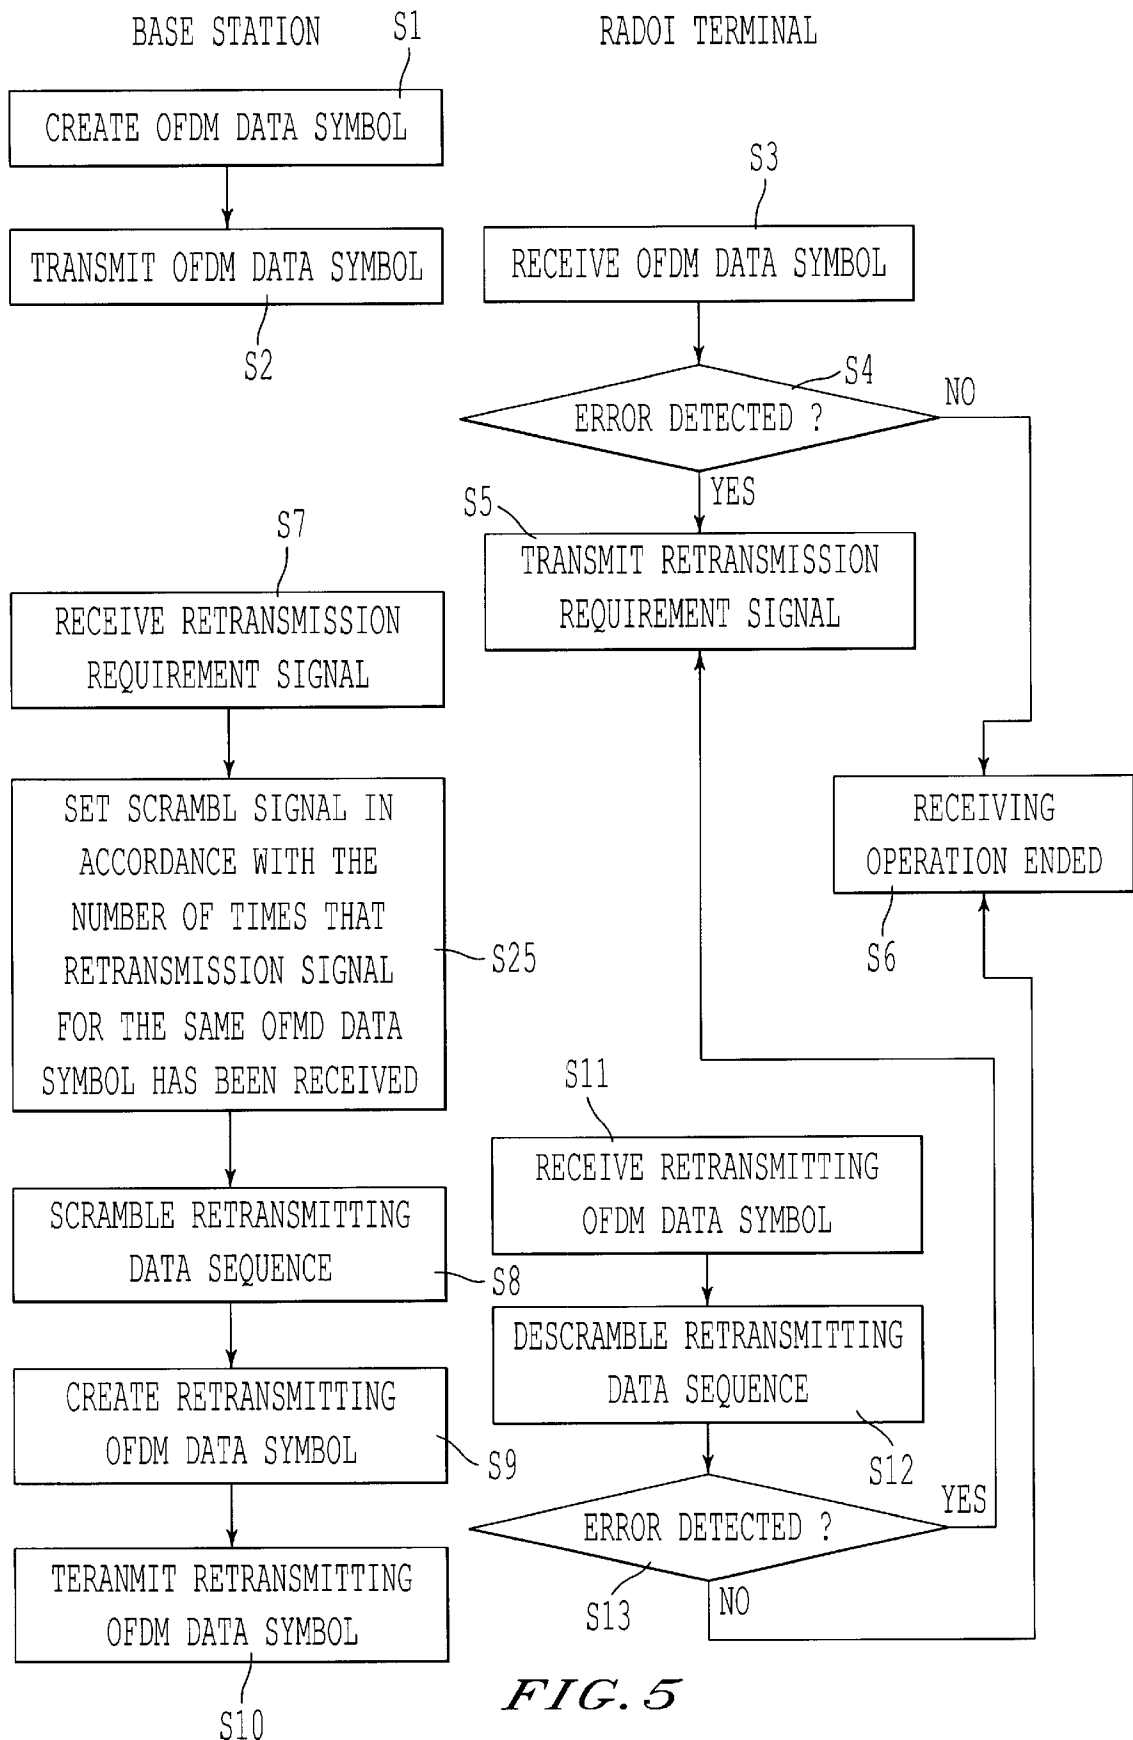 BASE STATION
S1
CREATE OFDM DATA SYMBOL
TRANSMIT OFDM DATA SYMBOL
S2
S7
RECEIVE RETRANSMISSION
REQUIREMENT SIGNAL
SET SCRAMBL SIGNAL IN
ACCORDANCE WITH THE
NUMBER OF TIMES THAT
RETRANSMISSION SIGNAL
FOR THE SAME OFMD DATA
SYMBOL HAS BEEN RECEIVED
S25
SCRAMBLE RETRANSMITTING
DATA SEQUENCE
S8
CREATE RETRANSMITTING
OFDM DATA SYMBOL
S9
TERANMIT RETRANSMITTING
OFDM DATA SYMBOL
S10
RADOI TERMINAL
S3
RECEIVE OFDM DATA SYMBOL
S4
ERROR DETECTED ?
NO
YES
S5
TRANSMIT RETRANSMISSION
REQUIREMENT SIGNAL
RECEIVING
OPERATION ENDED
S6
S11
RECEIVE RETRANSMITTING
OFDM DATA SYMBOL
DESCRAMBLE RETRANSMITTING
DATA SEQUENCE
S12
ERROR DETECTED ?
YES
S13
NO
FIG. 5